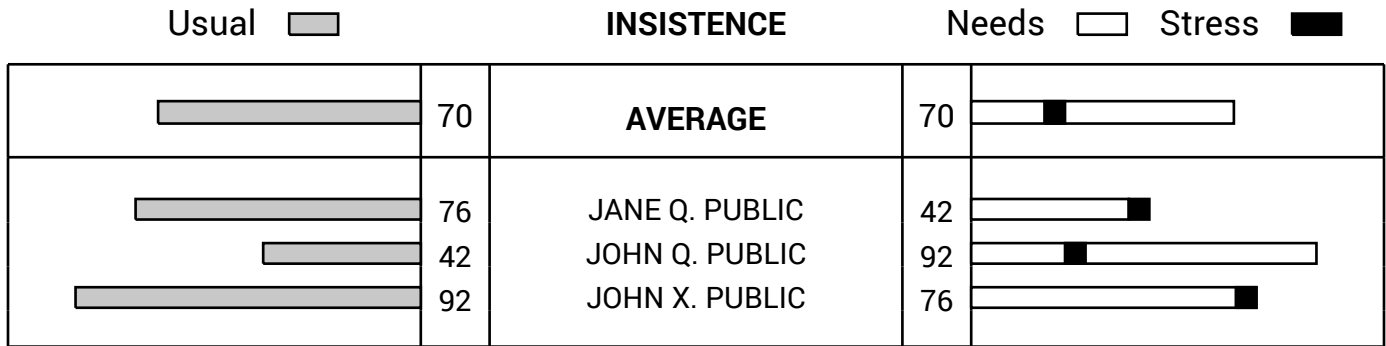 Usual INSISTENCE Needs Stress
70 AVERAGE 70
76 JANE Q. PUBLIC 42
42 JOHN Q. PUBLIC 92
92 JOHN X. PUBLIC 76